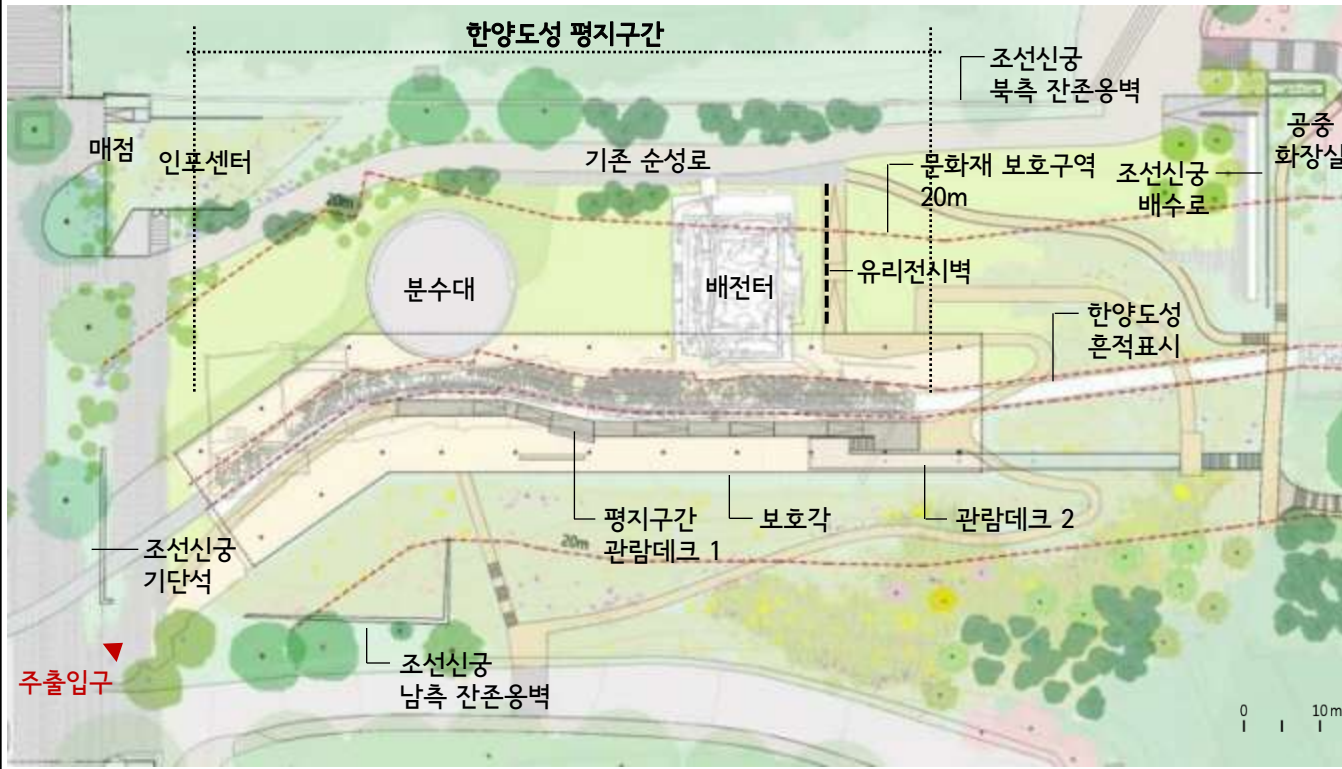 한양도성 평지구간
조선신궁
북측 잔존옹벽
매점
인포센터
기존 순성로
문화재 보호구역
20m
조선신궁
배수로
공중
화장실
20m
분수대
배전터
유리전시벽
한양도성
흔적표시
평지구간
관람데크 1
보호각
관람데크 2
20m
조선신궁
기단석
조선신궁
남측 잔존옹벽
주출입구
0 10m